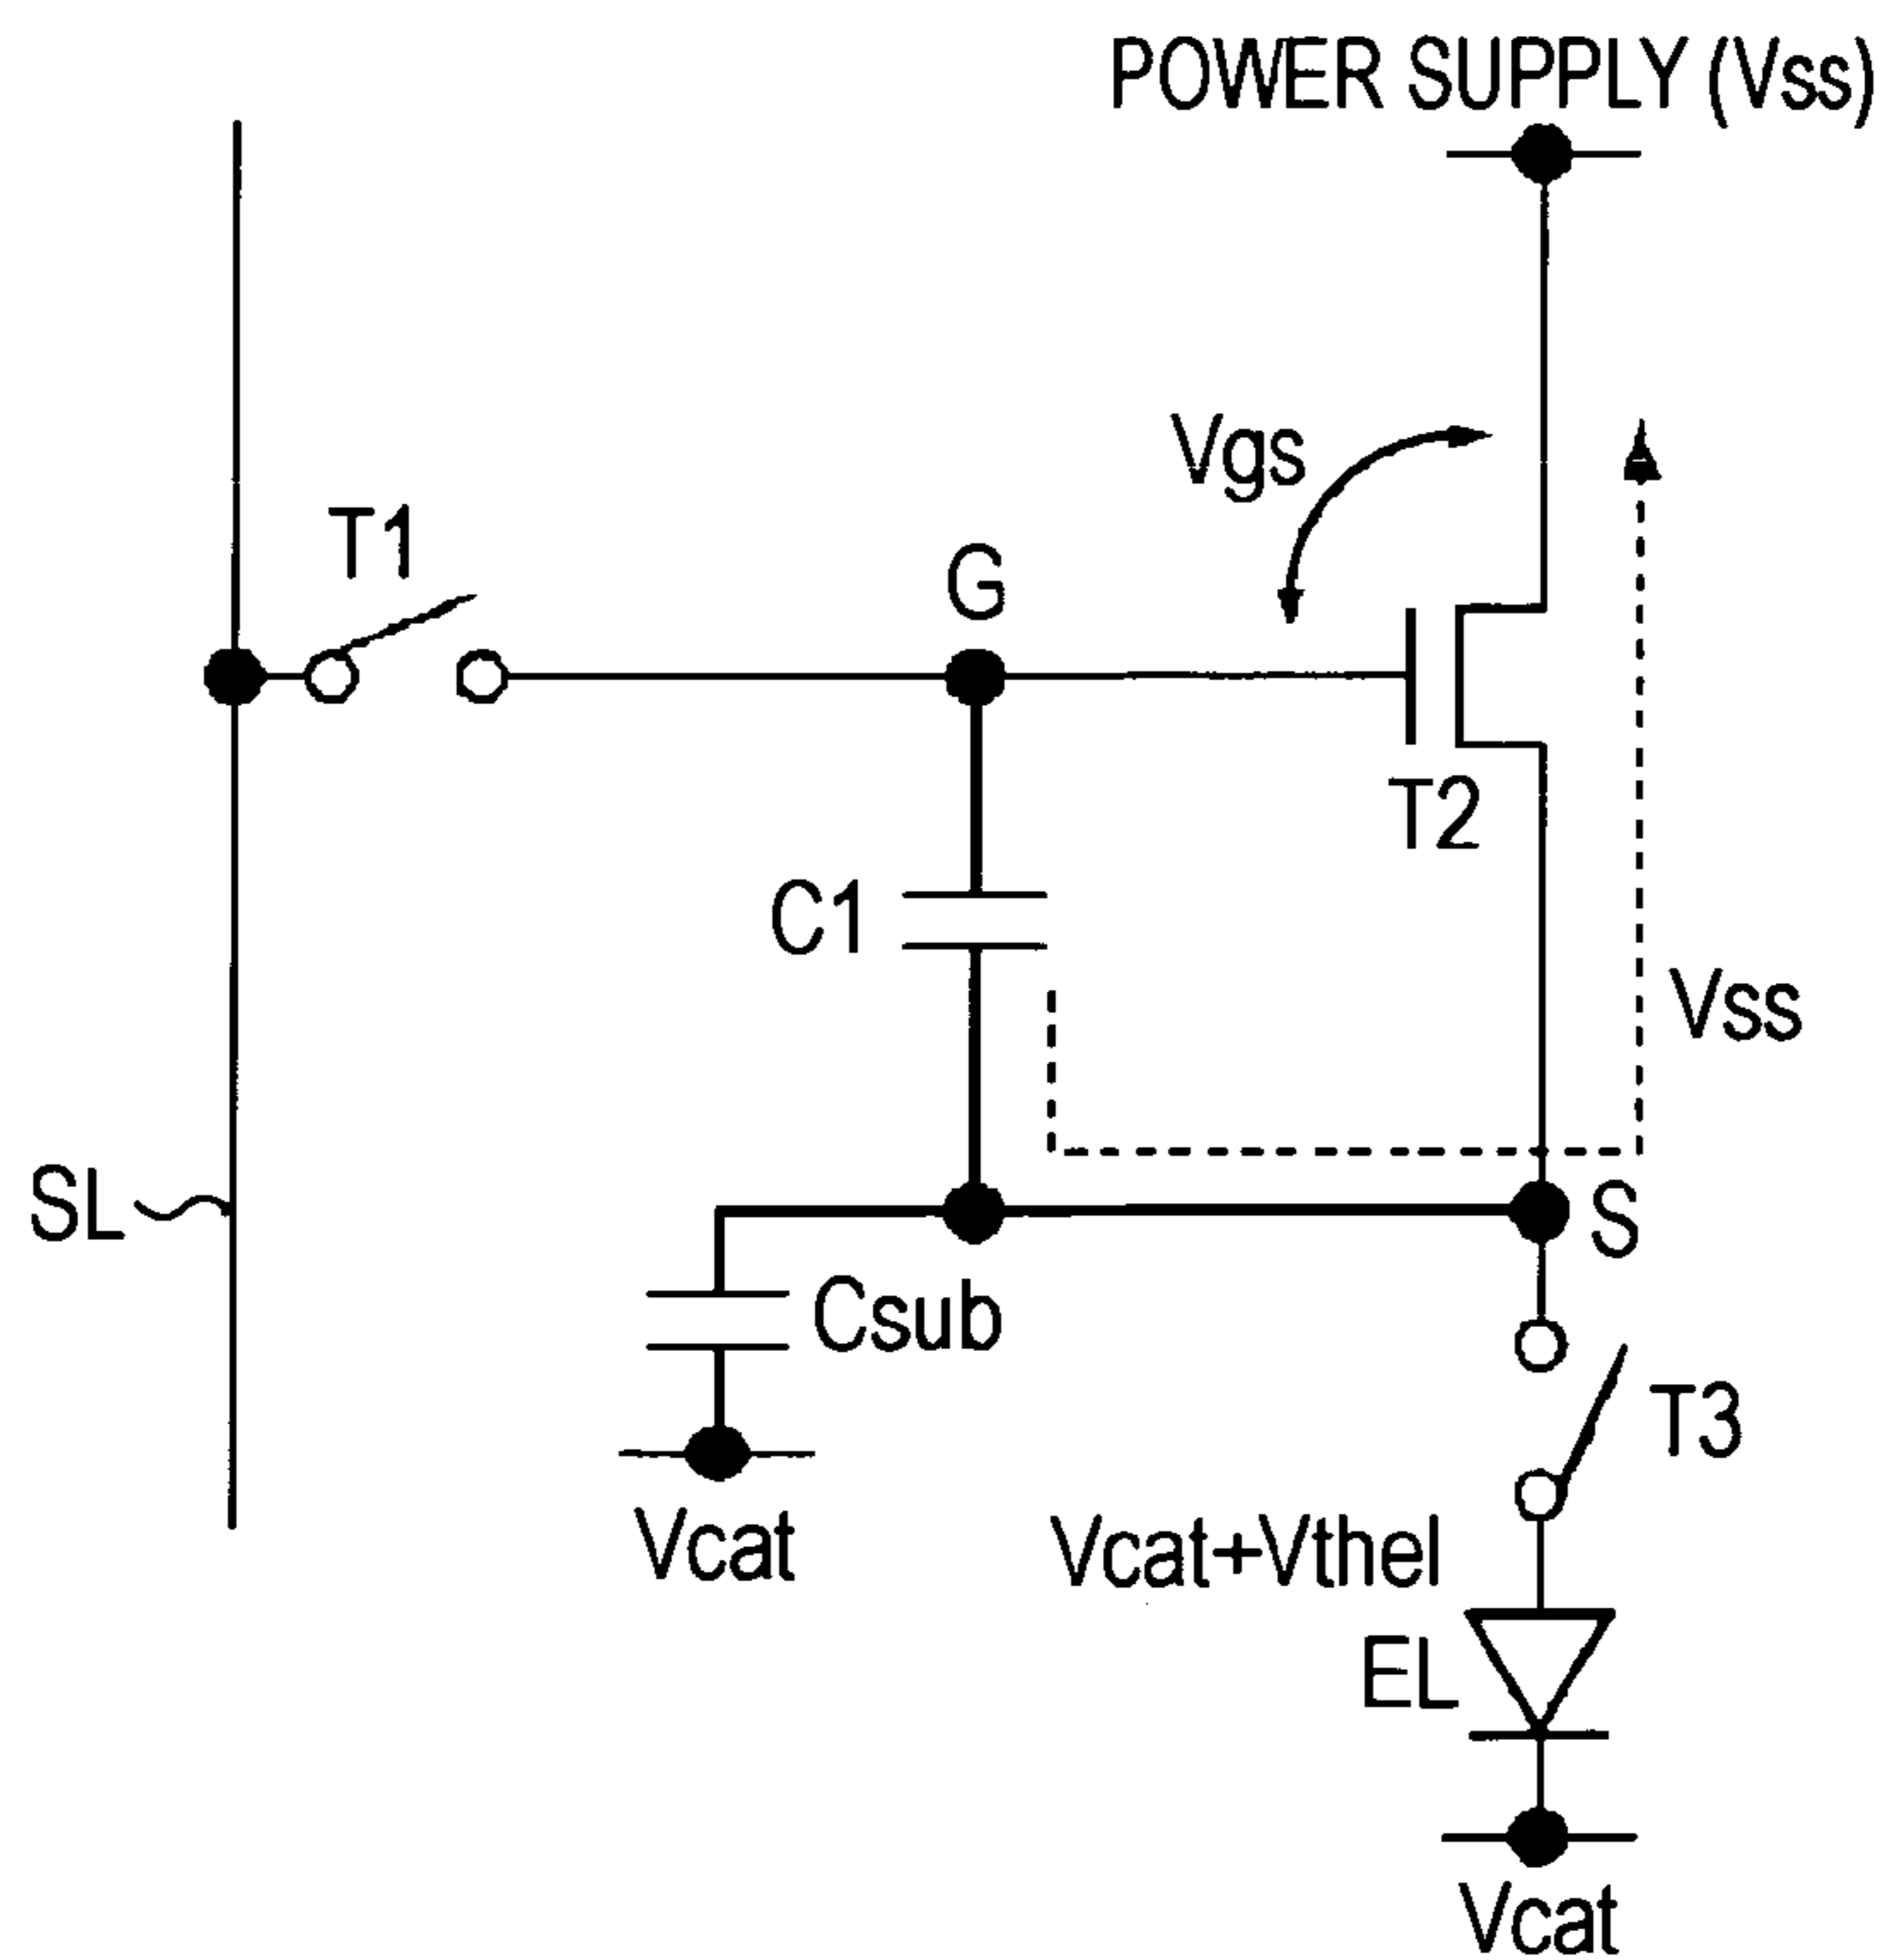 POWER SUPPLY (Vss)
Vgs
T1
G
T2
C1
Vss
SL
S
Csub
T3
Vcat
Vcat+Vthel
EL
Vcat